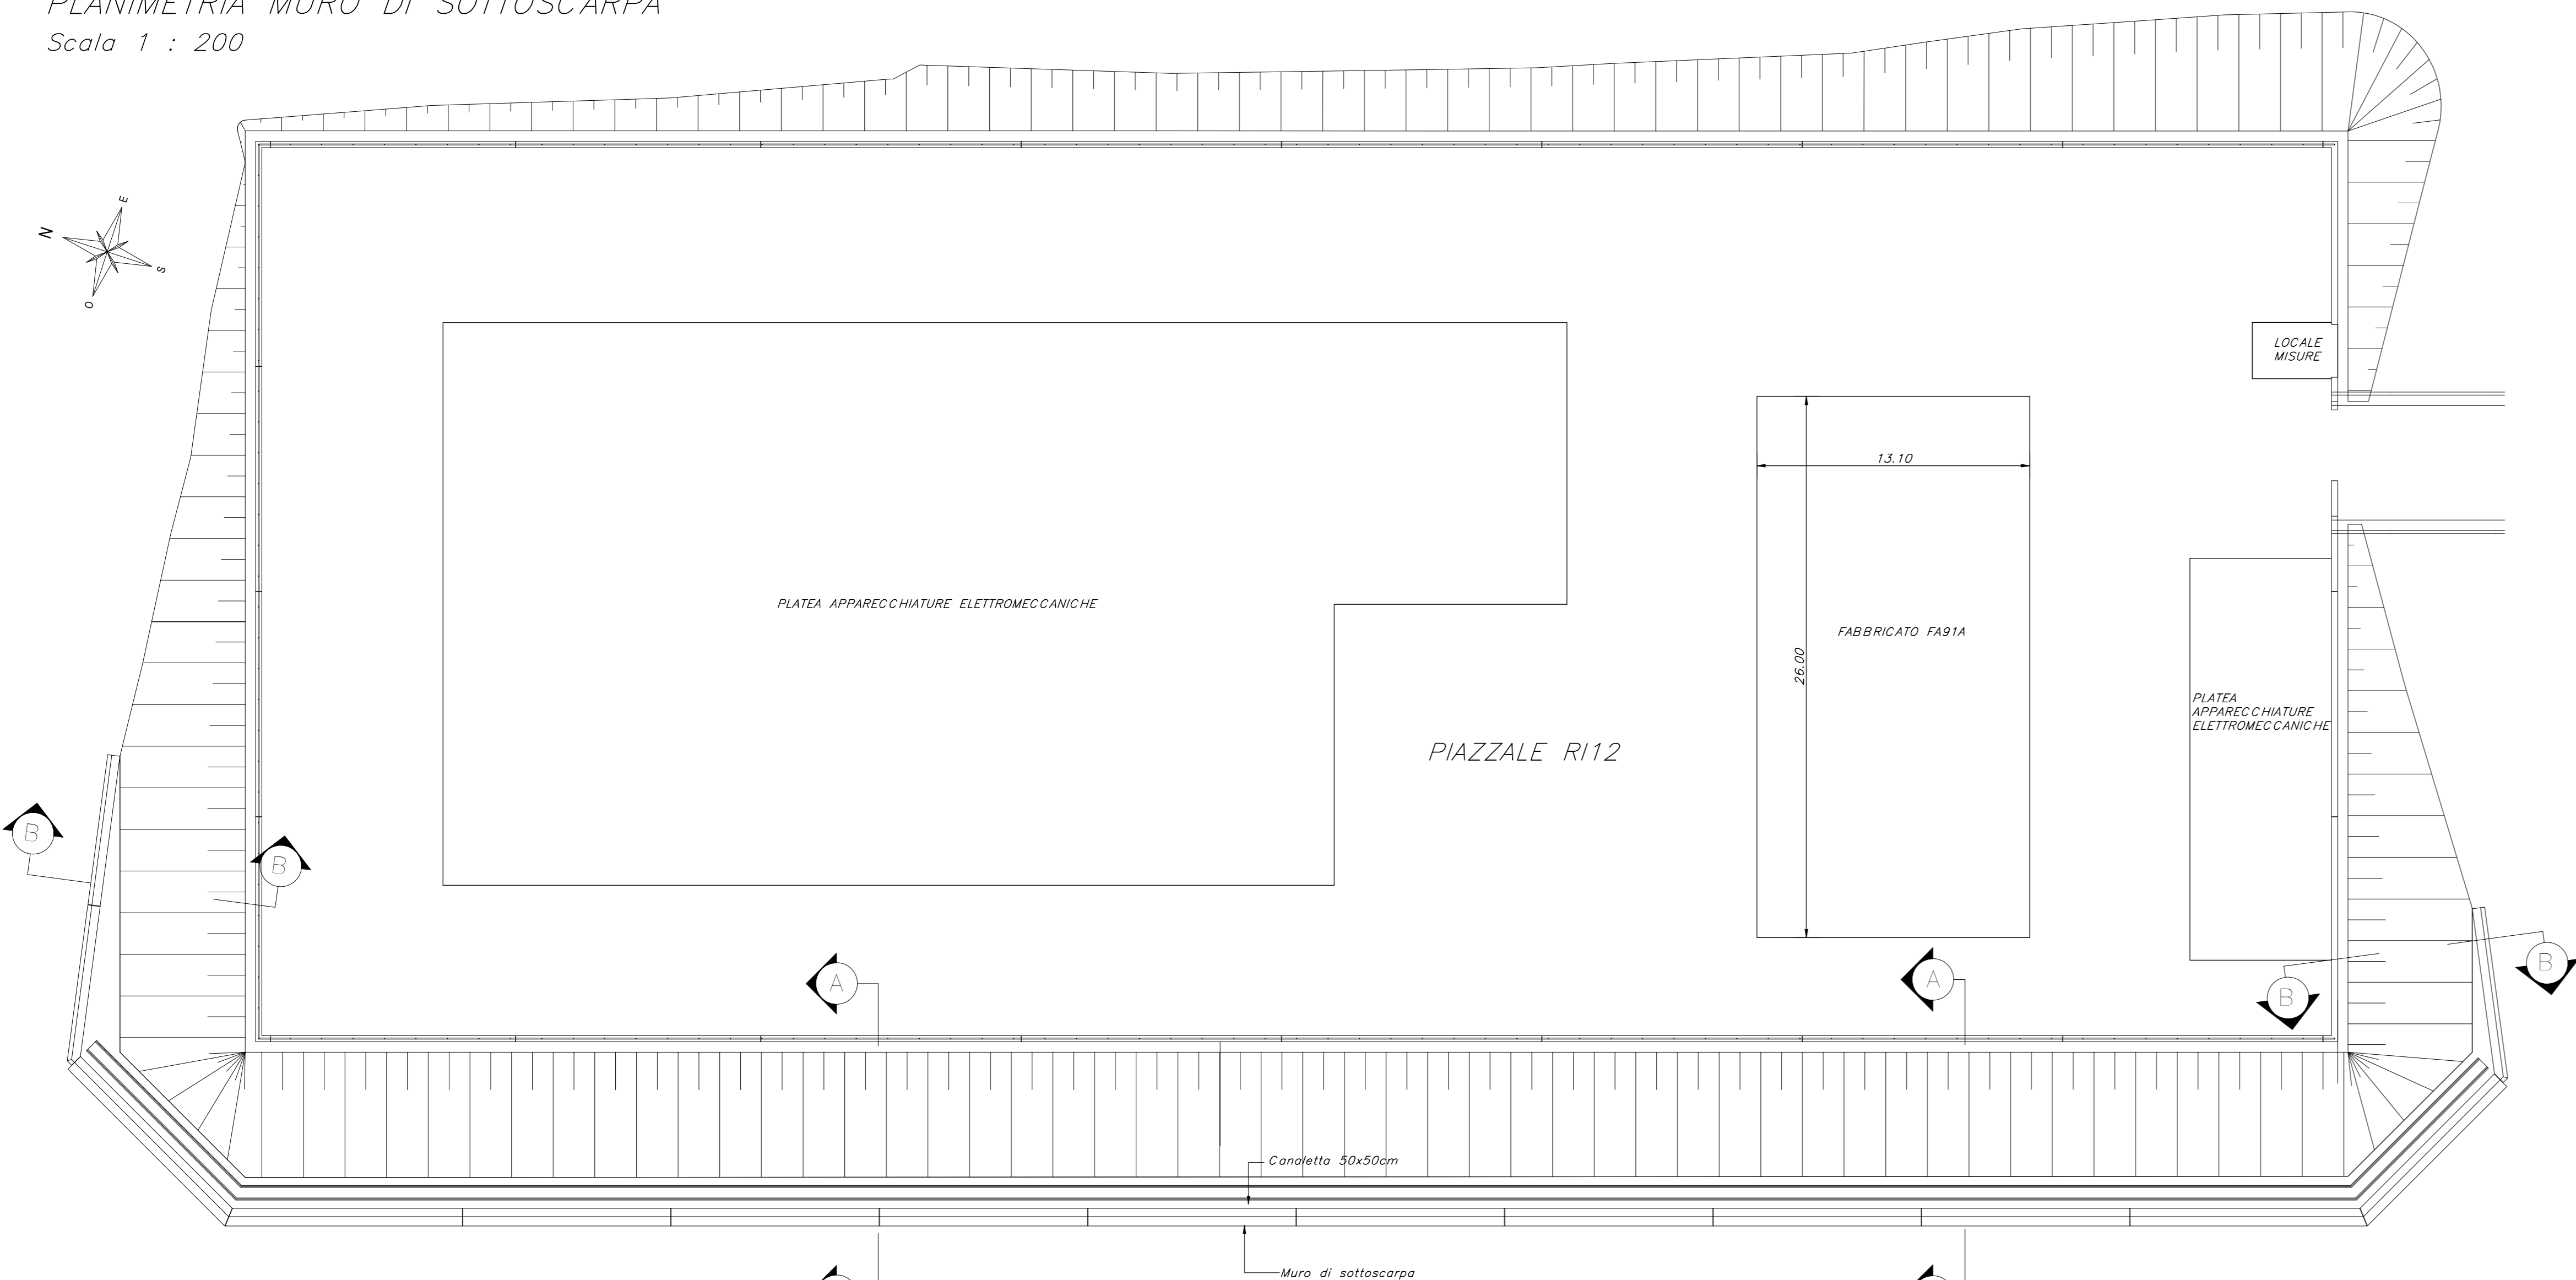 PLANIMETRIA MURO DI SOTTOSCARPA
Scala 1 : 200
E
N
S
O
LOCALE
MISURE
13.10
PLATEA APPARECCHIATURE ELETTROMECCANICHE
FABBRICATO FA91A
26.00
PLATEA
APPARECCHIATURE
ELETTROMECCANICHE
PIAZZALE RI12
B
B
A
A
B
B
Canaletta 50x50cm
Muro di sottoscarpa